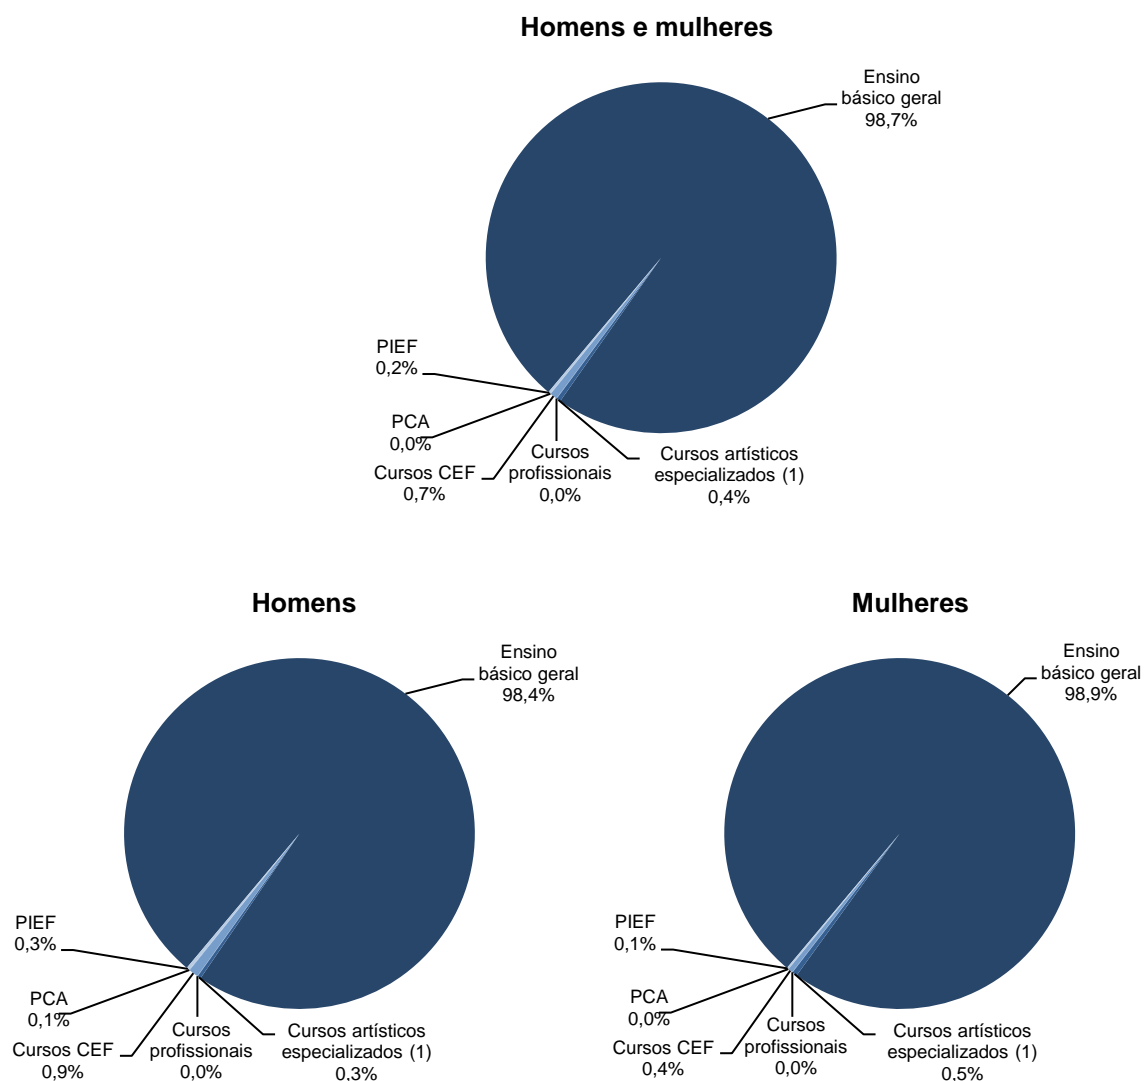 Homens e mulheres
Ensino
básico geral
98,7%
PIEF
0,2%
PCA
0,0%
Cursos CEF
0,7%
Cursos
profissionais
0,0%
Cursos artísticos
especializados (1)
0,4%
Homens
Ensino
básico geral
98,4%
PIEF
0,3%
PCA
0,1%
Cursos CEF
0,9%
Cursos
profissionais
0,0%
Cursos artísticos
especializados (1)
0,3%
Mulheres
Ensino
básico geral
98,9%
PIEF
0,1%
PCA
0,0%
Cursos CEF
0,4%
Cursos
profissionais
0,0%
Cursos artísticos
especializados (1)
0,5%